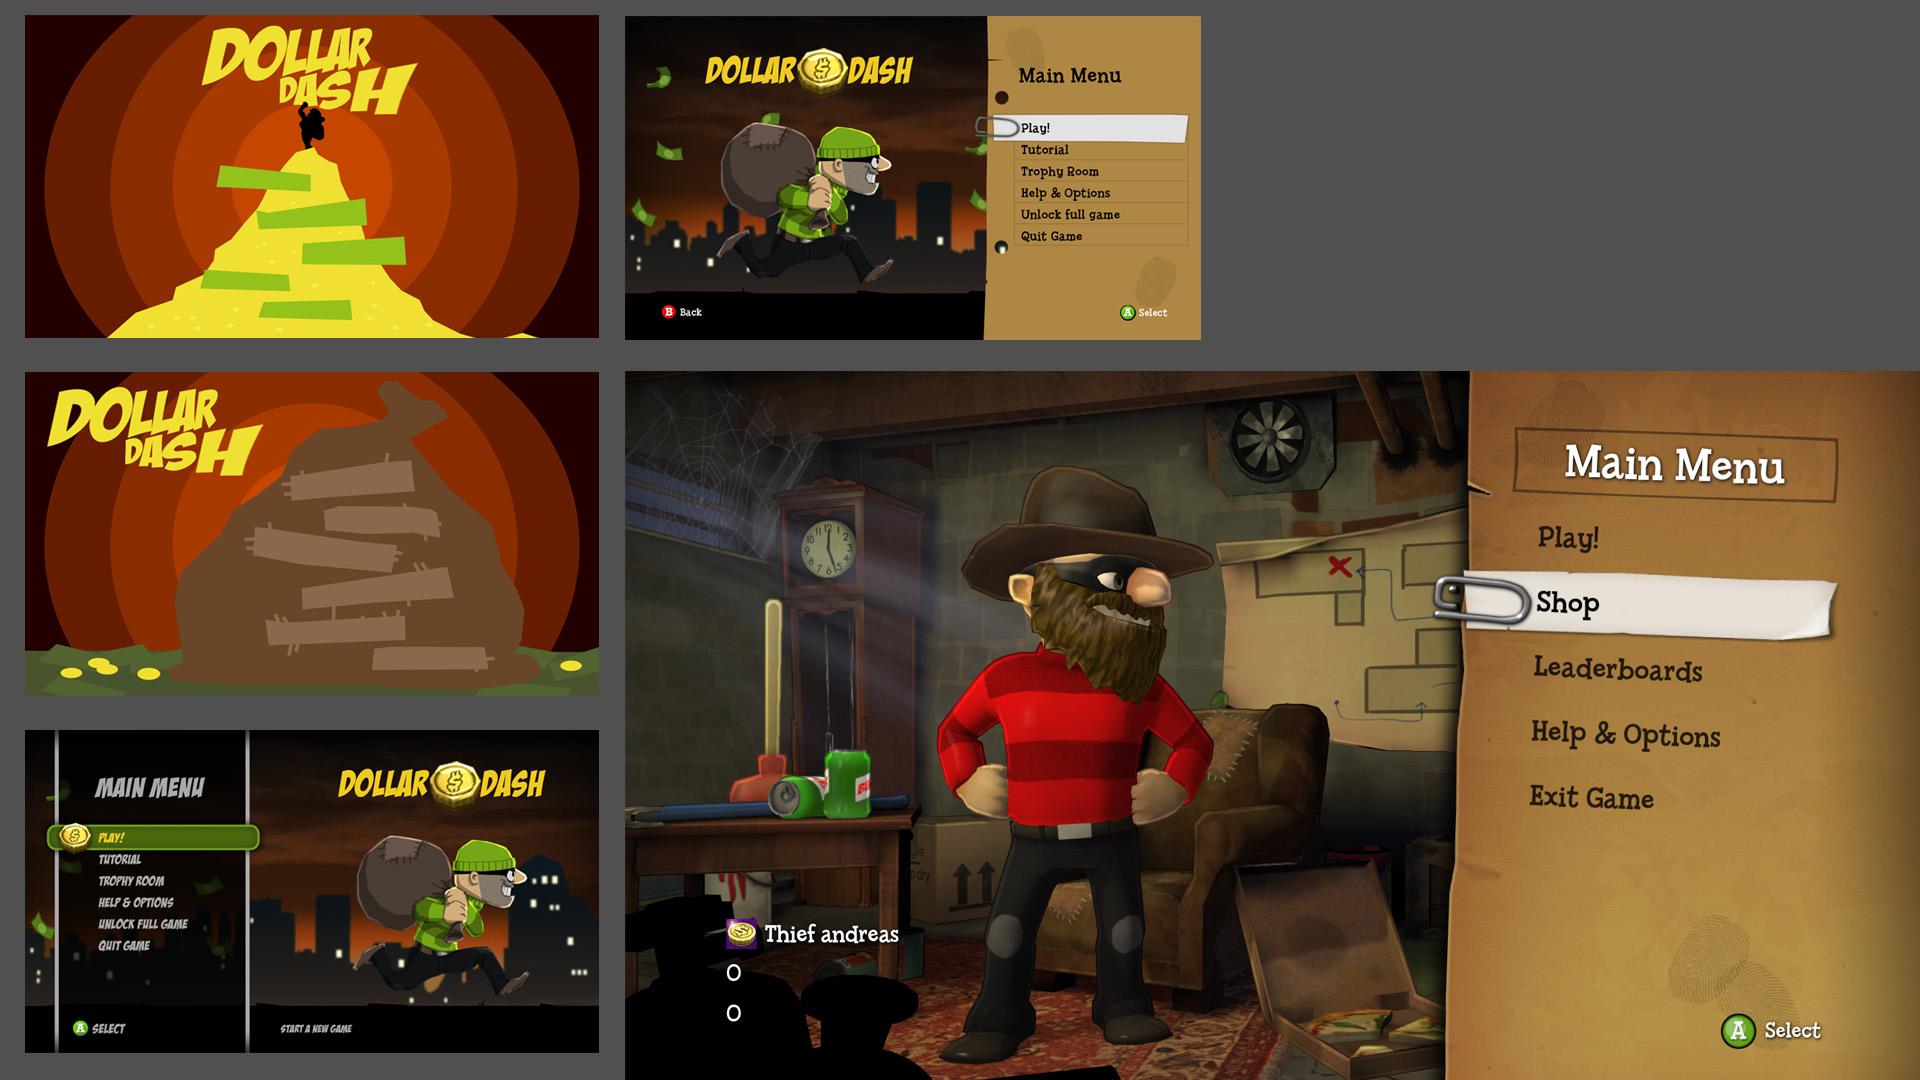 DOLLAR
DASH
DOLLAR $ DASH
Main Menu
Play!
Tutorial
Trophy Room
Help & Options
Unlock full game
Quit Game
B Back
A Select
DOLLAR
DASH
DOLLAR $ DASH
MAIN MENU
$ PLAY!
TUTORIAL
TROPHY ROOM
HELP & OPTIONS
UNLOCK FULL GAME
QUIT GAME
A SELECT
START A NEW GAME
Main Menu
Play!
Shop
Leaderboards
Help & Options
Exit Game
$ Thief andreas
0
0
A Select